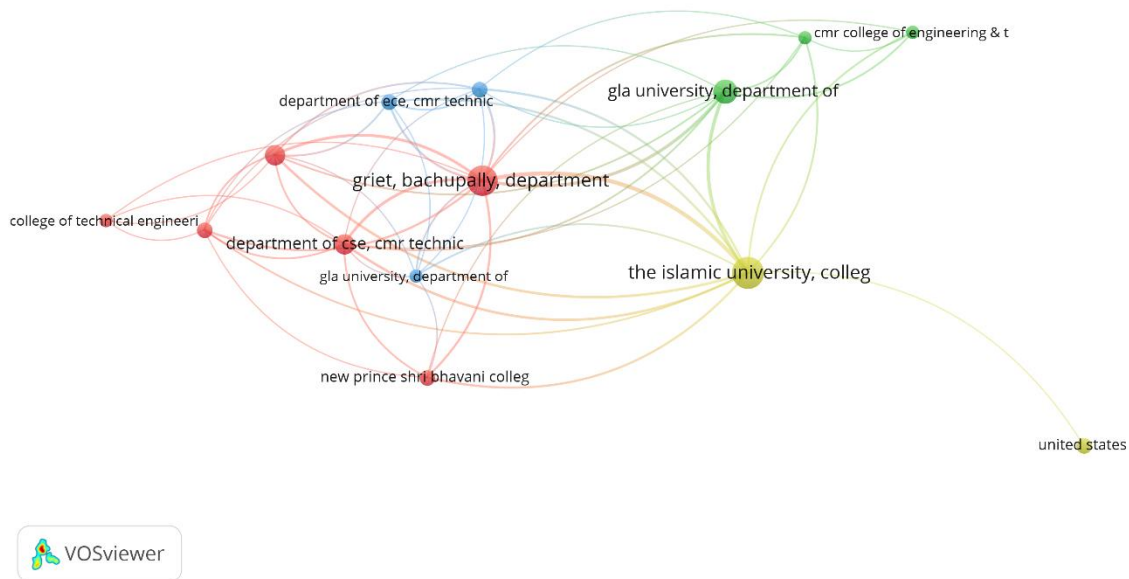 cmr college of engineering & t
gla university, department of
department of ece, cmr technic
griet, bachupally, department
college of technical engineeri
department of cse, cmr technic
gla university, department of
the islamic university, colleg
new prince shri bhavani colleg
united states
VOSviewer